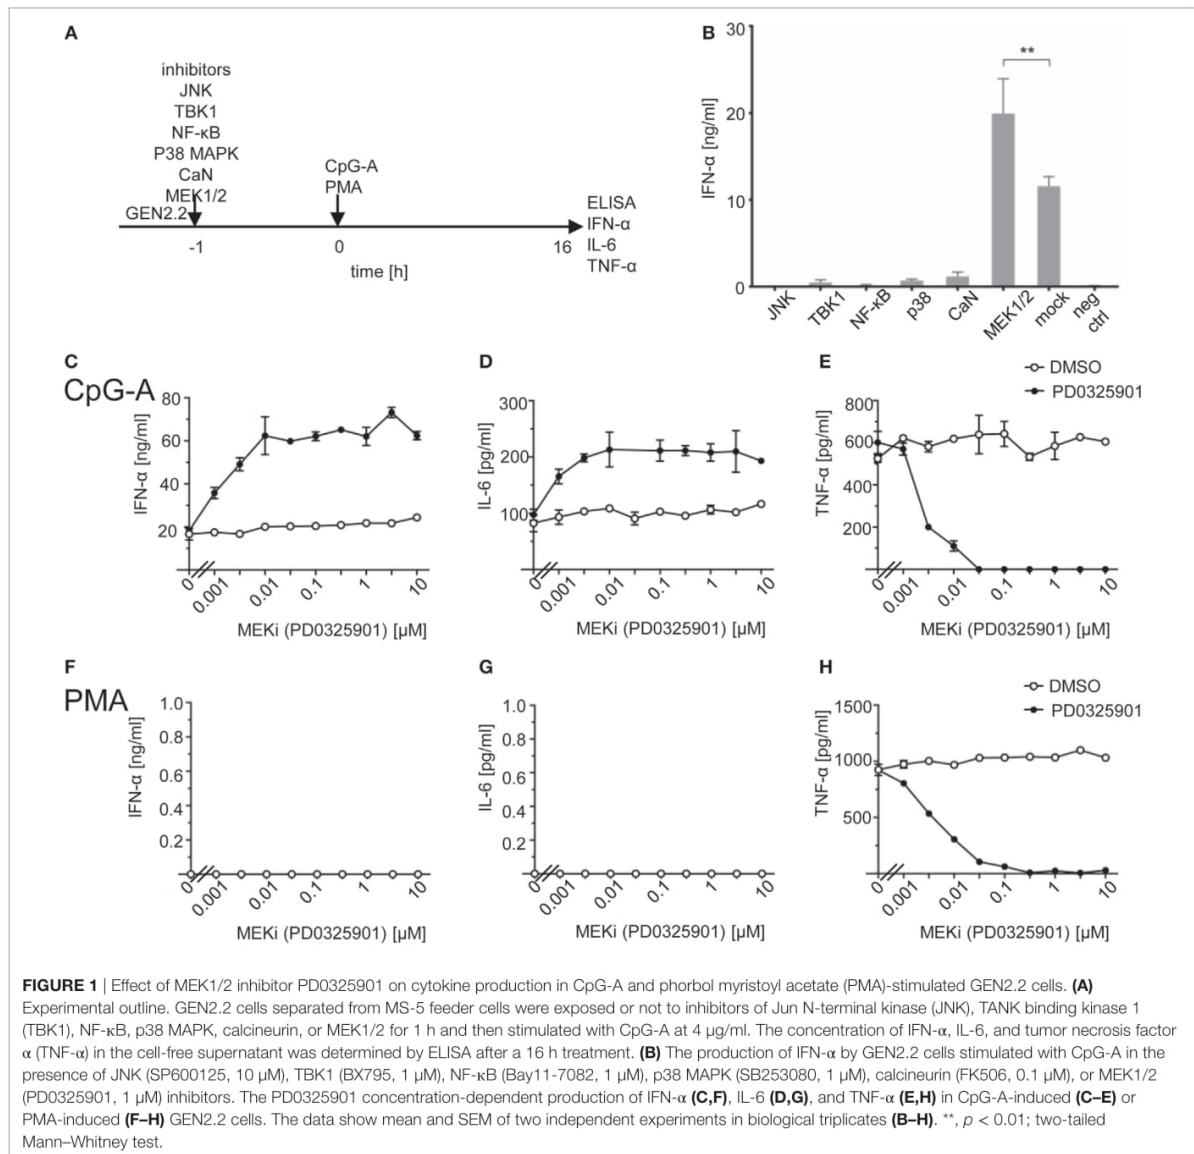 A
inhibitors
JNK
TBK1
NF-κB
P38 MAPK
CaN
MEK1/2
GEN2.2
CpG-A
PMA
-1
0
16
time [h]
ELISA
IFN-α
IL-6
TNF-α
B
IFN-α [ng/ml]
30
20
10
0
**
JNK
TBK1
NF-κB
p38
CaN
MEK1/2
mock
neg
ctrl
C
CpG-A
IFN-α [ng/ml]
80
60
40
20
0
0.001
0.01
0.1
1
10
MEKi (PD0325901) [µM]
D
IL-6 [pg/ml]
300
200
100
0
0.001
0.01
0.1
1
10
MEKi (PD0325901) [µM]
E
DMSO
PD0325901
TNF-α [pg/ml]
800
600
400
200
0
0.001
0.01
0.1
1
10
MEKi (PD0325901) [µM]
F
PMA
IFN-α [ng/ml]
1.0
0.8
0.6
0.4
0.2
0
0.001
0.01
0.1
1
10
MEKi (PD0325901) [µM]
G
IL-6 [pg/ml]
1.0
0.8
0.6
0.4
0.2
0
0.001
0.01
0.1
1
10
MEKi (PD0325901) [µM]
H
DMSO
PD0325901
TNF-α [pg/ml]
1500
1000
500
0
0.001
0.01
0.1
1
10
MEKi (PD0325901) [µM]
FIGURE 1 | Effect of MEK1/2 inhibitor PD0325901 on cytokine production in CpG-A and phorbol myristoyl acetate (PMA)-stimulated GEN2.2 cells. (A)
Experimental outline. GEN2.2 cells separated from MS-5 feeder cells were exposed or not to inhibitors of Jun N-terminal kinase (JNK), TANK binding kinase 1
(TBK1), NF-κB, p38 MAPK, calcineurin, or MEK1/2 for 1 h and then stimulated with CpG-A at 4 µg/ml. The concentration of IFN-α, IL-6, and tumor necrosis factor
α (TNF-α) in the cell-free supernatant was determined by ELISA after a 16 h treatment. (B) The production of IFN-α by GEN2.2 cells stimulated with CpG-A in the
presence of JNK (SP600125, 10 µM), TBK1 (BX795, 1 µM), NF-κB (Bay11-7082, 1 µM), p38 MAPK (SB253080, 1 µM), calcineurin (FK506, 0.1 µM), or MEK1/2
(PD0325901, 1 µM) inhibitors. The PD0325901 concentration-dependent production of IFN-α (C,F), IL-6 (D,G), and TNF-α (E,H) in CpG-A-induced (C–E) or
PMA-induced (F–H) GEN2.2 cells. The data show mean and SEM of two independent experiments in biological triplicates (B–H). **, p < 0.01; two-tailed
Mann–Whitney test.